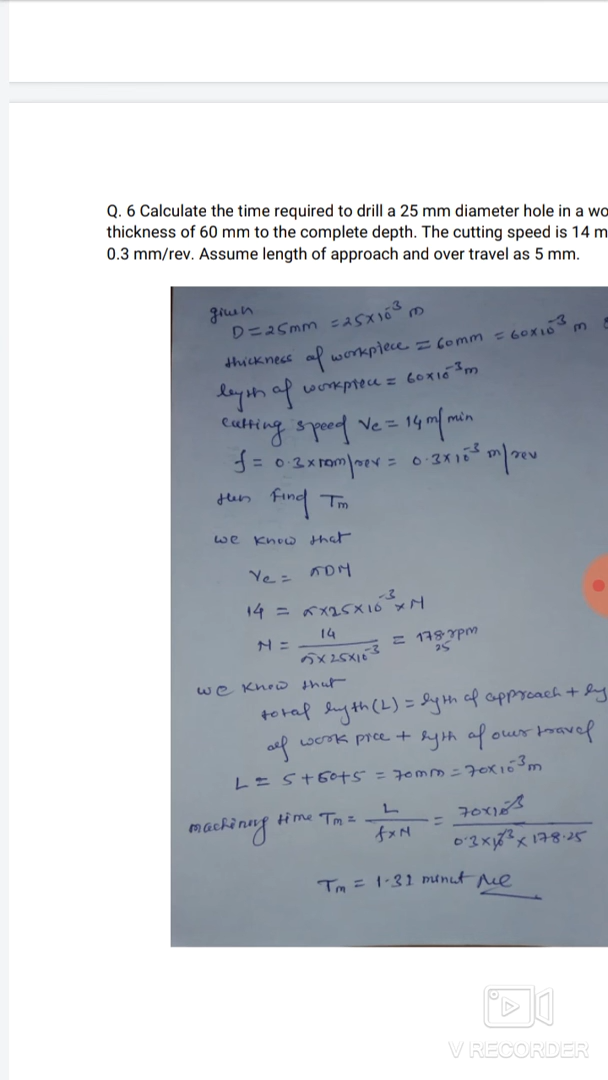 Q. 6 Calculate the time required to drill a 25 mm diameter hole in a wo
thickness of 60 mm to the complete depth. The cutting speed is 14 m
0.3 mm/rev. Assume length of approach and over travel as 5 mm.
given
D=25mm = 25×10⁻³ m
thickness of workpiece = 60mm = 60×10⁻³ m
length of workpiece = 60×10⁻³m
cutting speed Vc = 14 m/min
f = 0.3 mm/rev = 0.3×10⁻³ m/rev
then find Tm
we know that
Vc = πDN
14 = π×25×10⁻³×N
N = 14 / π×25×10⁻³ = 178.25 rpm
we know that
total length (L) = length of approach +
of work piece + length of over travel
L = 5+60+5 = 70mm = 70×10⁻³m
machining time Tm = L / f×N = 70×10⁻³ / 0.3×10⁻³×178.25
Tm = 1.31 minut
V RECORDER